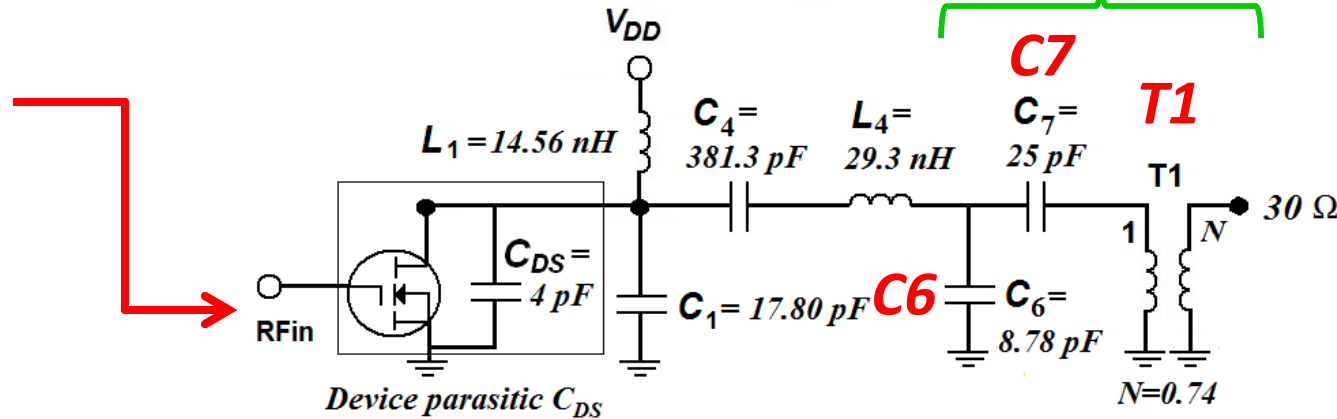 C7
T1
V_DD
C_4 =
381.3 pF
L_4 =
29.3 nH
C_7 =
25 pF
L_1 = 14.56 nH
T1
1
N
30 Ω
C_DS =
4 pF
RFin
C_1 = 17.80 pF
C6
C_6 =
8.78 pF
Device parasitic C_DS
N=0.74